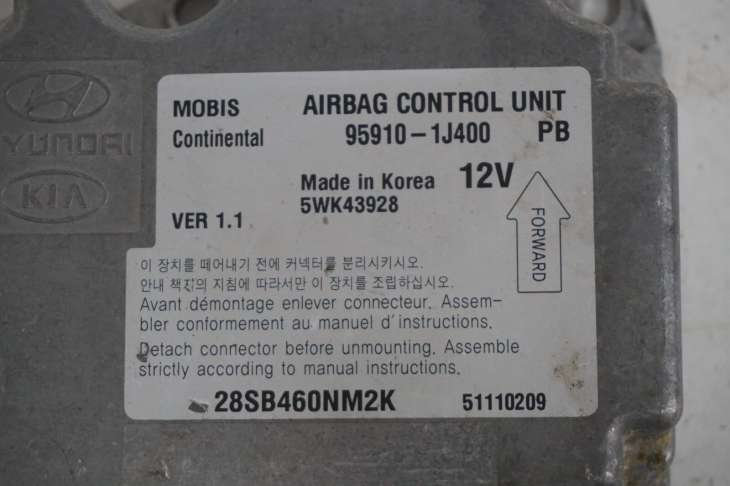 HYUNDAI
KIA
MOBIS AIRBAG CONTROL UNIT
Continental 95910-1J400 PB
Made in Korea 12V
5WK43928
VER 1.1
FORWARD
이 장치를 떼어내기 전에 커넥터를 분리시키시오.
안내 책자의 지침에 따라서만 이 장치를 조립하십시오.
Avant démontage enlever connecteur. Assem-
bler conformement au manuel d'instructions.
Detach connector before unmounting. Assemble
strictly according to manual instructions.
28SB460NM2K 51110209